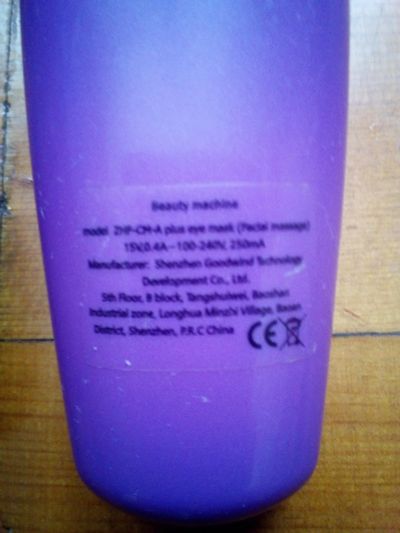 Beauty machine
model ZHP-CM-A plus eye mask (Facial massage)
15V,0.4A~100-240V, 250mA
Manufacturer: Shenzhen Goodwind Technology
Development Co., Ltd.
5th Floor, B block, Tangshuiwei, Baoshan
Industrial zone, Longhua Minzhi Village, Baoan
District, Shenzhen, P.R.C China CE